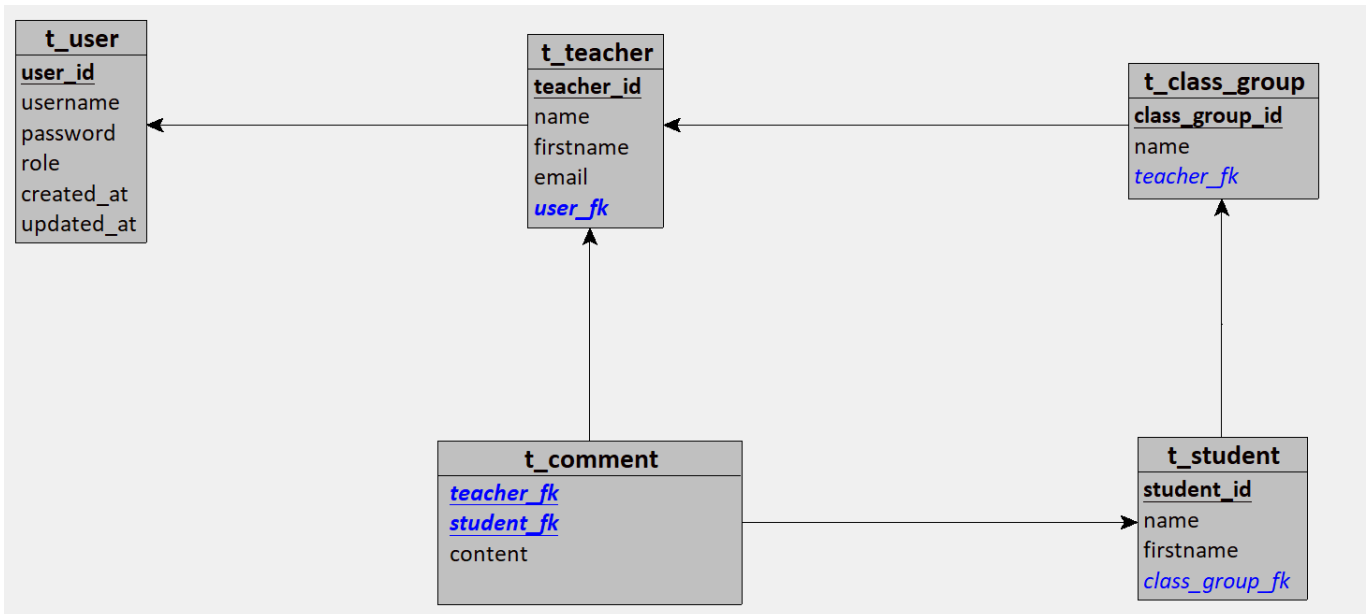 t_user
user_id
username
password
role
created_at
updated_at
t_teacher
teacher_id
name
firstname
email
user_fk
t_class_group
class_group_id
name
teacher_fk
t_comment
teacher_fk
student_fk
content
t_student
student_id
name
firstname
class_group_fk